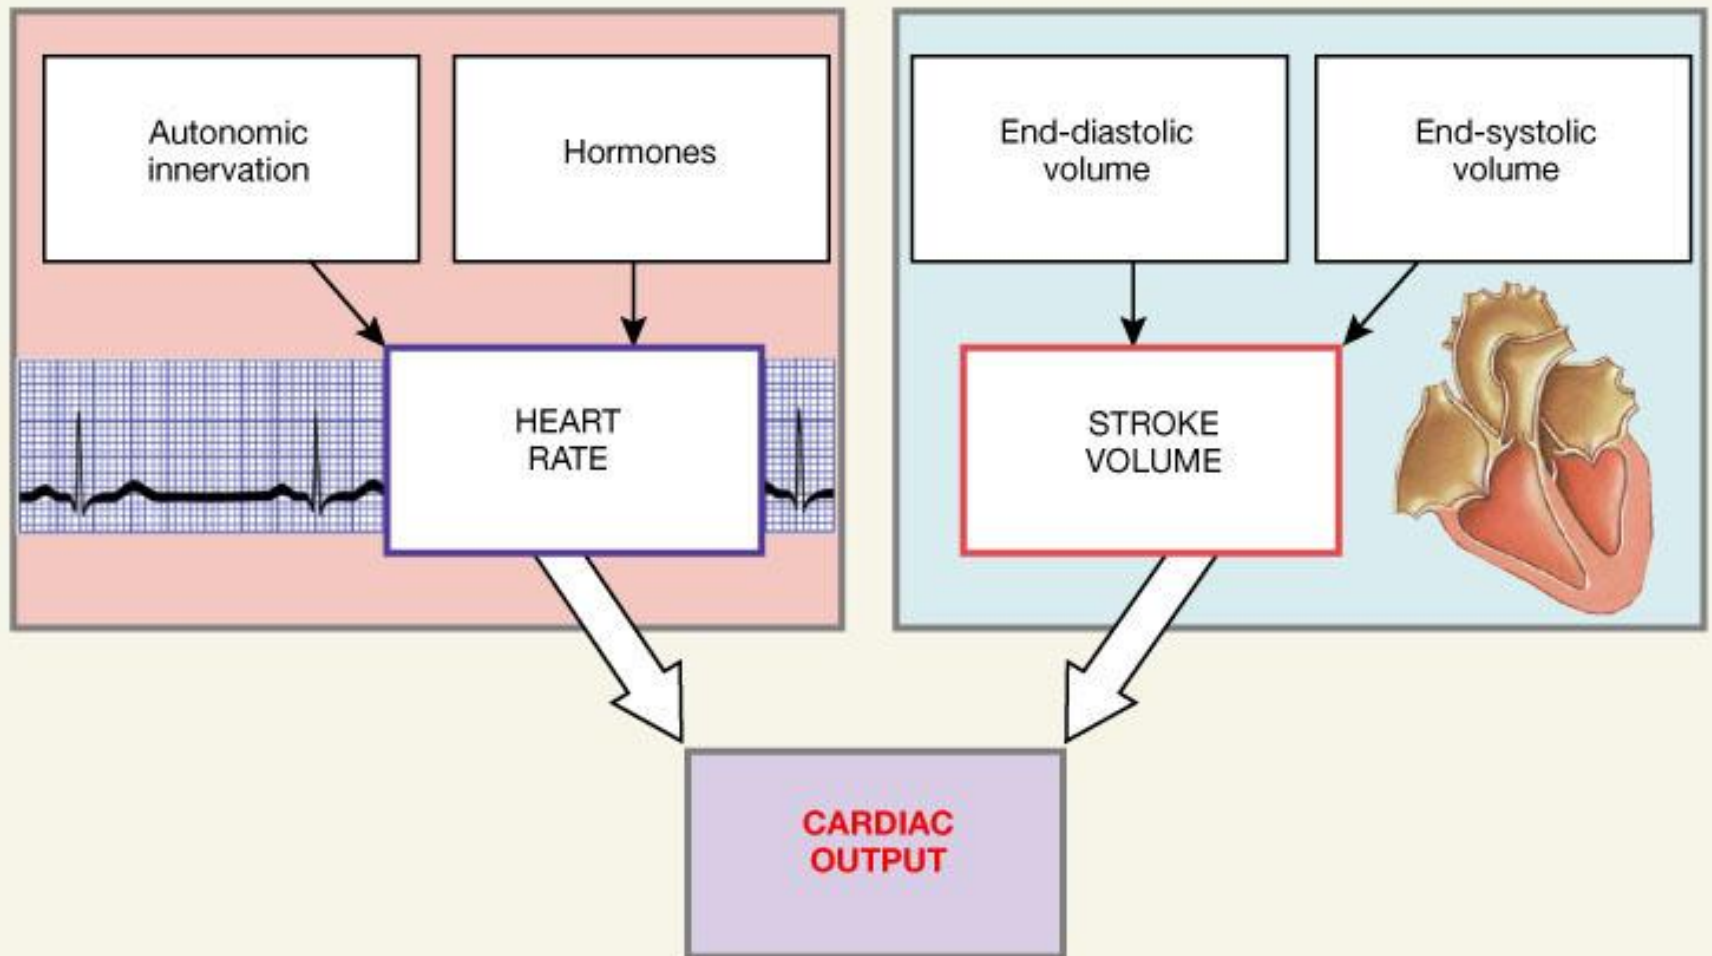 Autonomic
innervation
Hormones
End-diastolic
volume
End-systolic
volume
HEART
RATE
STROKE
VOLUME
CARDIAC
OUTPUT